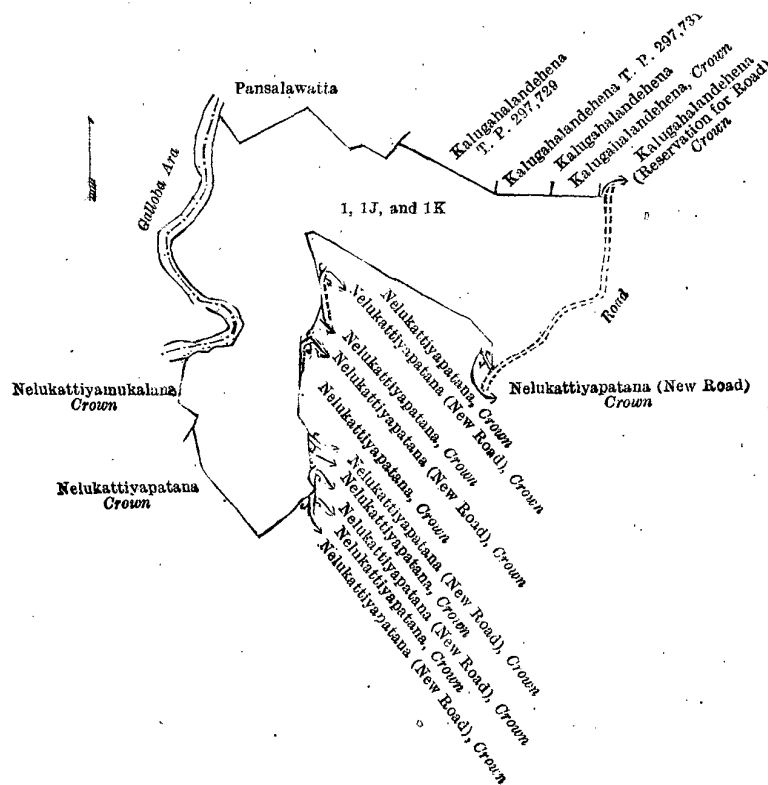 Pansalawatta
Kalugahalandehena
T. P. 297,729
Kalugahalandehena T. P. 297,731
Kalugahalandehena
Kalugahalandehena, Crown
Kalugahalandehena
(Reservation for Road)
Crown
Galloba Ara
1, 1J, and 1K
Road
Nelukattiyapatana (New Road)
Crown
Nelukattiyamukalana
Crown
Nelukattiyapatana
Crown
Nelukattiyapatana, Crown
Nelukattiyapatana (New Road), Crown
Nelukattiyapatana, Crown
Nelukattiyapatana (New Road), Crown
Nelukattiyapatana, Crown
Nelukattiyapatana (New Road), Crown
Nelukattiyapatana, Crown
Nelukattiyapatana (New Road), Crown
Nelukattiyapatana, Crown
Nelukattiyapatana (New Road), Crown